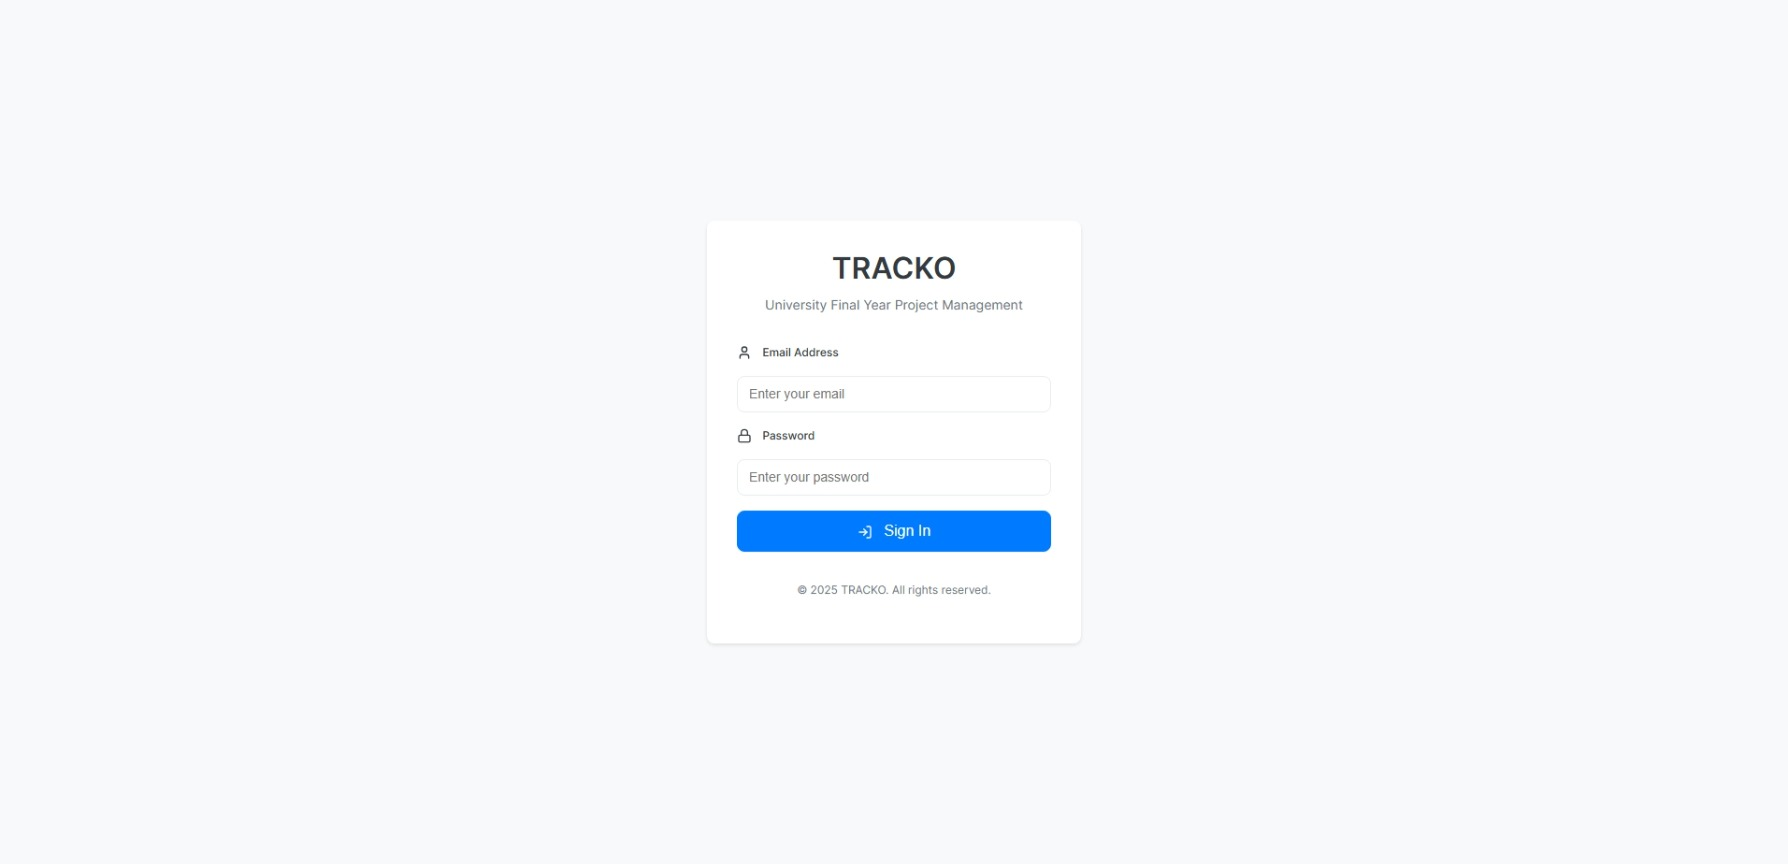 TRACKO
University Final Year Project Management
Email Address
Enter your email
Password
Enter your password
Sign In
© 2025 TRACKO. All rights reserved.